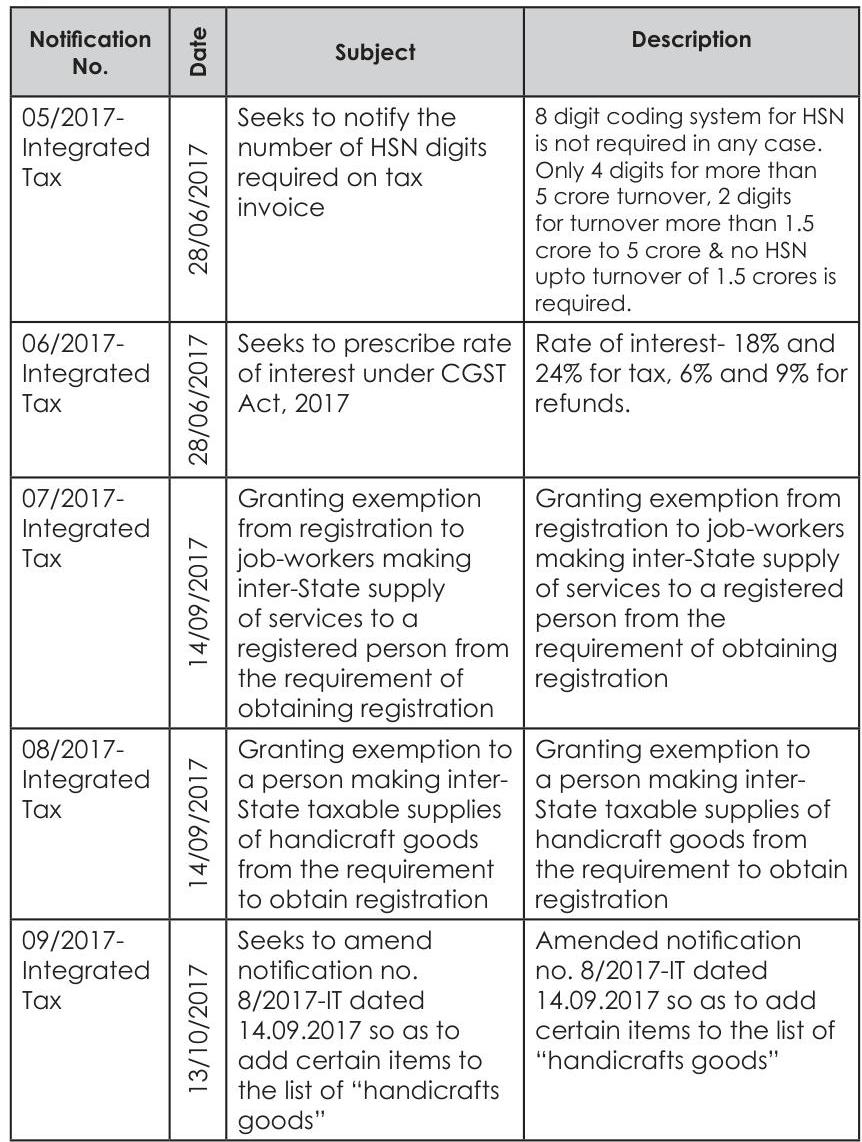 Notification No.
Date
Subject
Description
05/2017-
Integrated
Tax
28/06/2017
Seeks to notify the
number of HSN digits
required on tax
invoice
8 digit coding system for HSN
is not required in any case.
Only 4 digits for more than
5 crore turnover, 2 digits
for turnover more than 1.5
crore to 5 crore & no HSN
upto turnover of 1.5 crores is
required.
06/2017-
Integrated
Tax
28/06/2017
Seeks to prescribe rate
of interest under CGST
Act, 2017
Rate of interest- 18% and
24% for tax, 6% and 9% for
refunds.
07/2017-
Integrated
Tax
14/09/2017
Granting exemption
from registration to
job-workers making
inter-State supply
of services to a
registered person from
the requirement of
obtaining registration
Granting exemption from
registration to job-workers
making inter-State supply
of services to a registered
person from the
requirement of obtaining
registration
08/2017-
Integrated
Tax
14/09/2017
Granting exemption to
a person making inter-
State taxable supplies
of handicraft goods
from the requirement
to obtain registration
Granting exemption to
a person making inter-
State taxable supplies of
handicraft goods from
the requirement to obtain
registration
09/2017-
Integrated
Tax
13/10/2017
Seeks to amend
notification no.
8/2017-IT dated
14.09.2017 so as to
add certain items to
the list of “handicrafts
goods”
Amended notification
no. 8/2017-IT dated
14.09.2017 so as to add
certain items to the list of
“handicrafts goods”